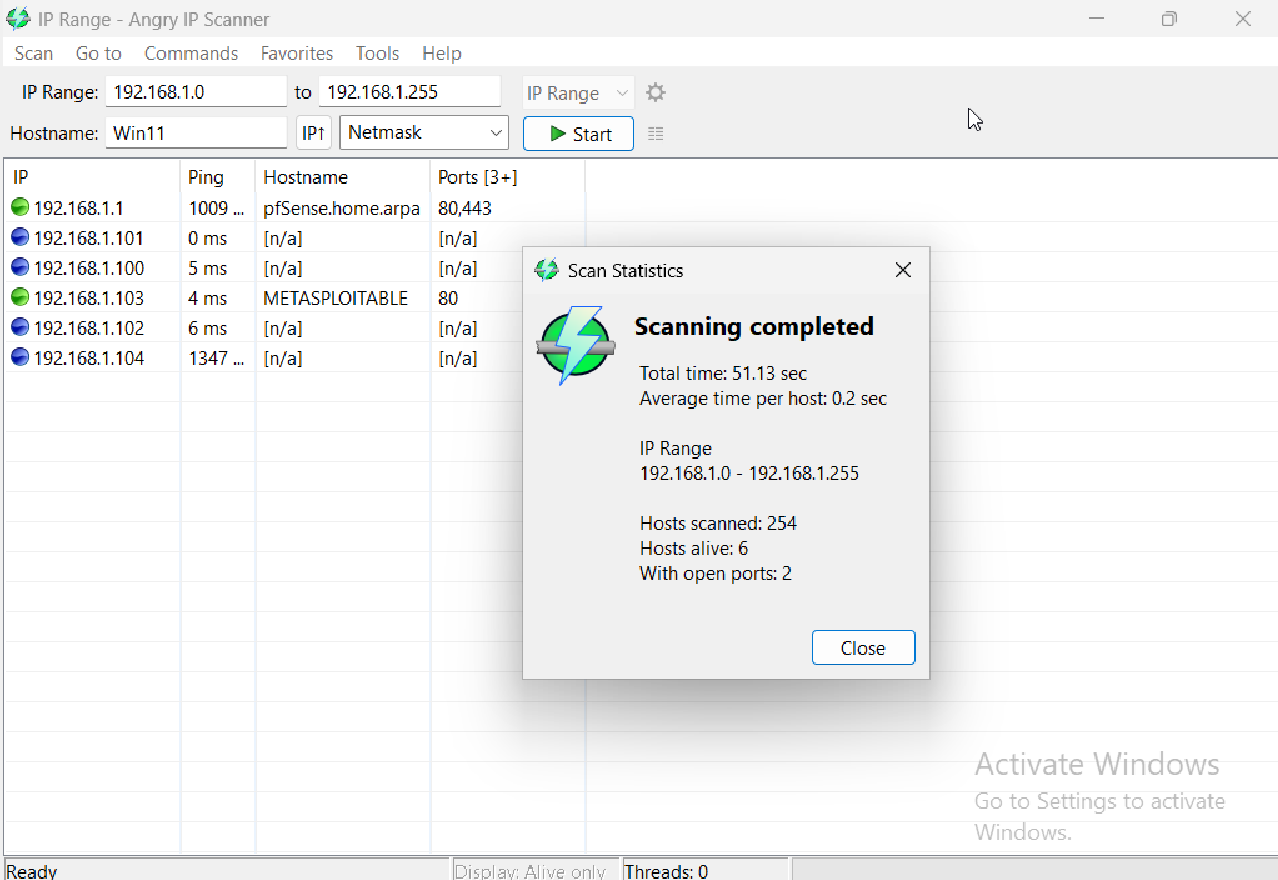 IP Range - Angry IP Scanner
Scan Go to Commands Favorites Tools Help
IP Range: 192.168.1.0 to 192.168.1.255 IP Range
Hostname: Win11 IP↑ Netmask Start
IP Ping Hostname Ports [3+]
192.168.1.1 1009 ... pfSense.home.arpa 80,443
192.168.1.101 0 ms [n/a] [n/a]
192.168.1.100 5 ms [n/a] [n/a]
192.168.1.103 4 ms METASPLOITABLE 80
192.168.1.102 6 ms [n/a] [n/a]
192.168.1.104 1347 ... [n/a] [n/a]
Scan Statistics
Scanning completed
Total time: 51.13 sec
Average time per host: 0.2 sec
IP Range
192.168.1.0 - 192.168.1.255
Hosts scanned: 254
Hosts alive: 6
With open ports: 2
Close
Activate Windows
Go to Settings to activate
Windows.
Ready Display: Alive only Threads: 0